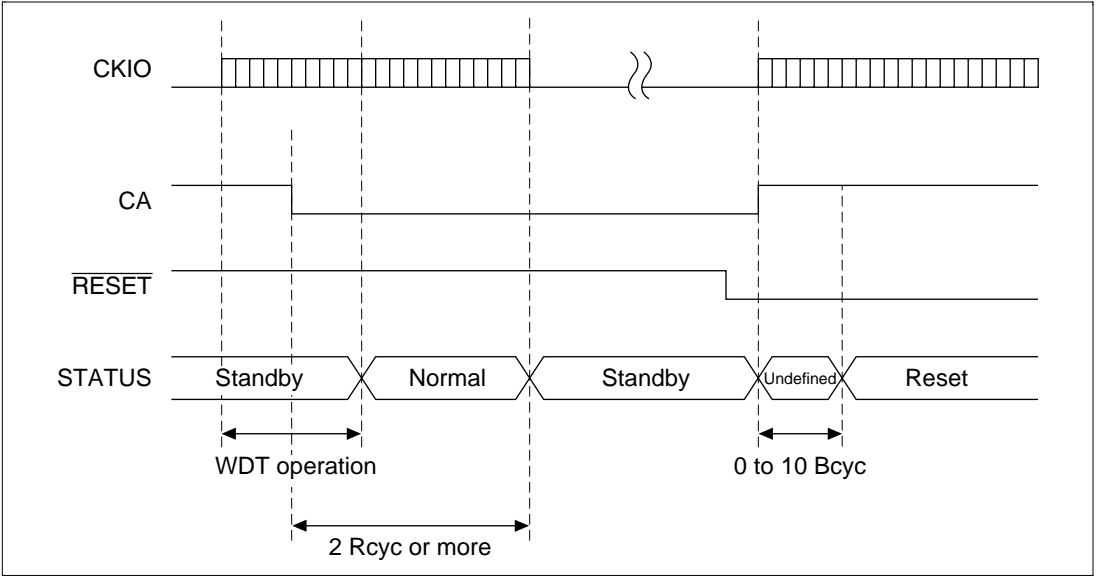 CKIO
CA
RESET
STATUS
Standby
Normal
Standby
Undefined
Reset
WDT operation
0 to 10 Bcyc
2 Rcyc or more